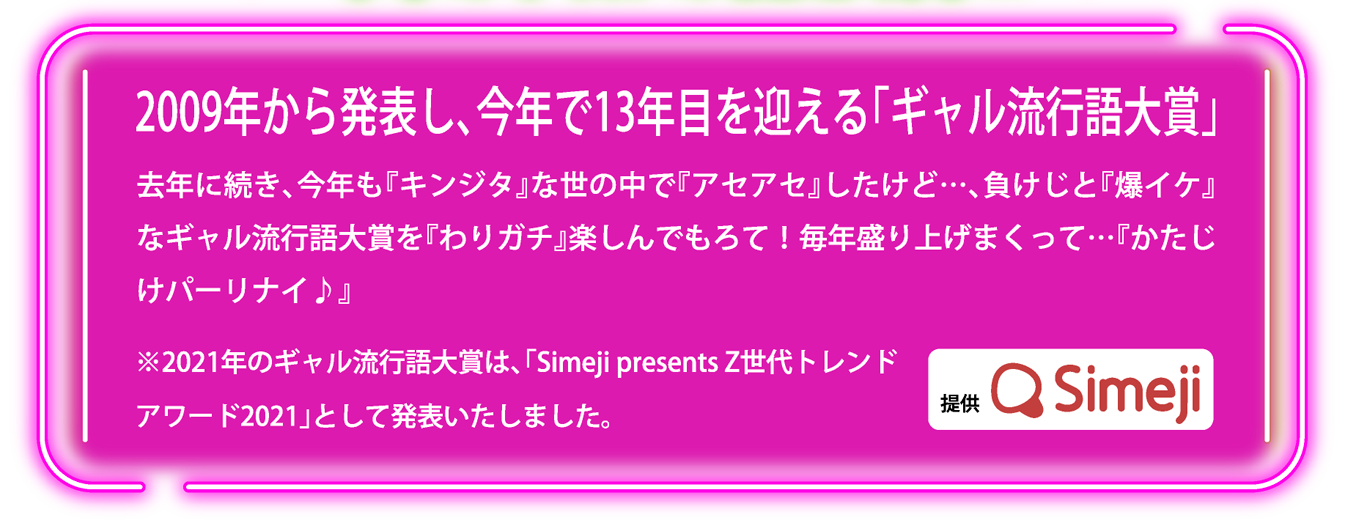 2009年から発表し、今年で13年目を迎える「ギャル流行語大賞」
去年に続き、今年も『キンジタ』な世の中で『アセアセ』したけど…、負けじと『爆イケ』
なギャル流行語大賞を『わりガチ』楽しんでもろて！毎年盛り上げまくって…『かたじ
けパーリナイ♪』
※2021年のギャル流行語大賞は、「Simeji presents Z世代トレンド
アワード2021」として発表いたしました。
提供 Simeji